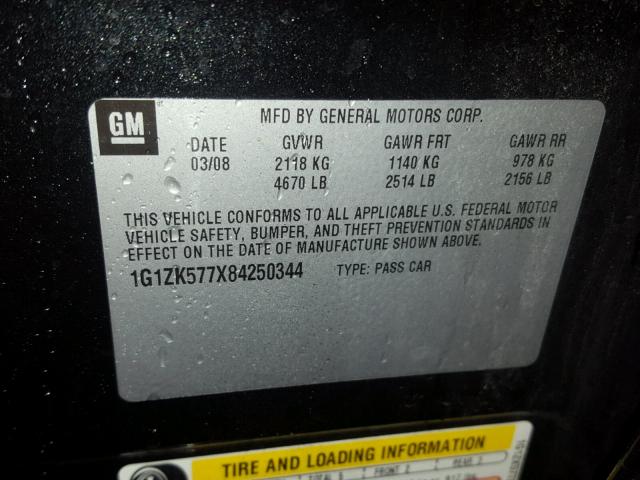 GM
MFD BY GENERAL MOTORS CORP.
DATE GVWR GAWR FRT GAWR RR
03/08 2118 KG 1140 KG 978 KG
4670 LB 2514 LB 2156 LB
THIS VEHICLE CONFORMS TO ALL APPLICABLE U.S. FEDERAL MOTOR
VEHICLE SAFETY, BUMPER, AND THEFT PREVENTION STANDARDS IN
EFFECT ON THE DATE OF MANUFACTURE SHOWN ABOVE.
1G1ZK577X84250344 TYPE: PASS CAR
TIRE AND LOADING INFORMATION